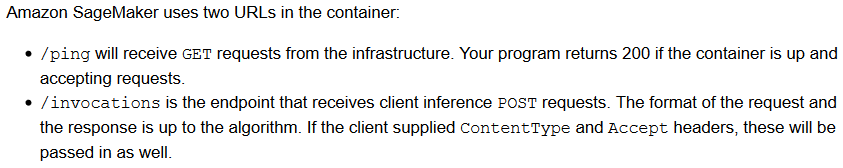 Amazon SageMaker uses two URLs in the container:
• /ping will receive GET requests from the infrastructure. Your program returns 200 if the container is up and
accepting requests.
• /invocations is the endpoint that receives client inference POST requests. The format of the request and
the response is up to the algorithm. If the client supplied ContentType and Accept headers, these will be
passed in as well.